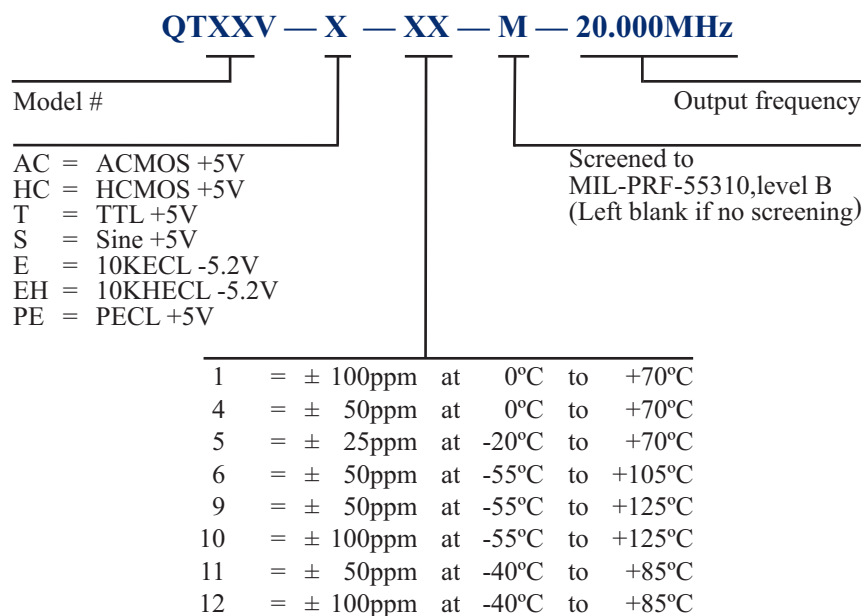 QTXXV — X — XX — M — 20.000MHz
Model #
Output frequency
AC = ACMOS +5V
HC = HCMOS +5V
T = TTL +5V
S = Sine +5V
E = 10KECL -5.2V
EH = 10KHECL -5.2V
PE = PECL +5V
Screened to
MIL-PRF-55310,level B
(Left blank if no screening)
1 = ± 100ppm at 0ºC to +70ºC
4 = ± 50ppm at 0ºC to +70ºC
5 = ± 25ppm at -20ºC to +70ºC
6 = ± 50ppm at -55ºC to +105ºC
9 = ± 50ppm at -55ºC to +125ºC
10 = ± 100ppm at -55ºC to +125ºC
11 = ± 50ppm at -40ºC to +85ºC
12 = ± 100ppm at -40ºC to +85ºC